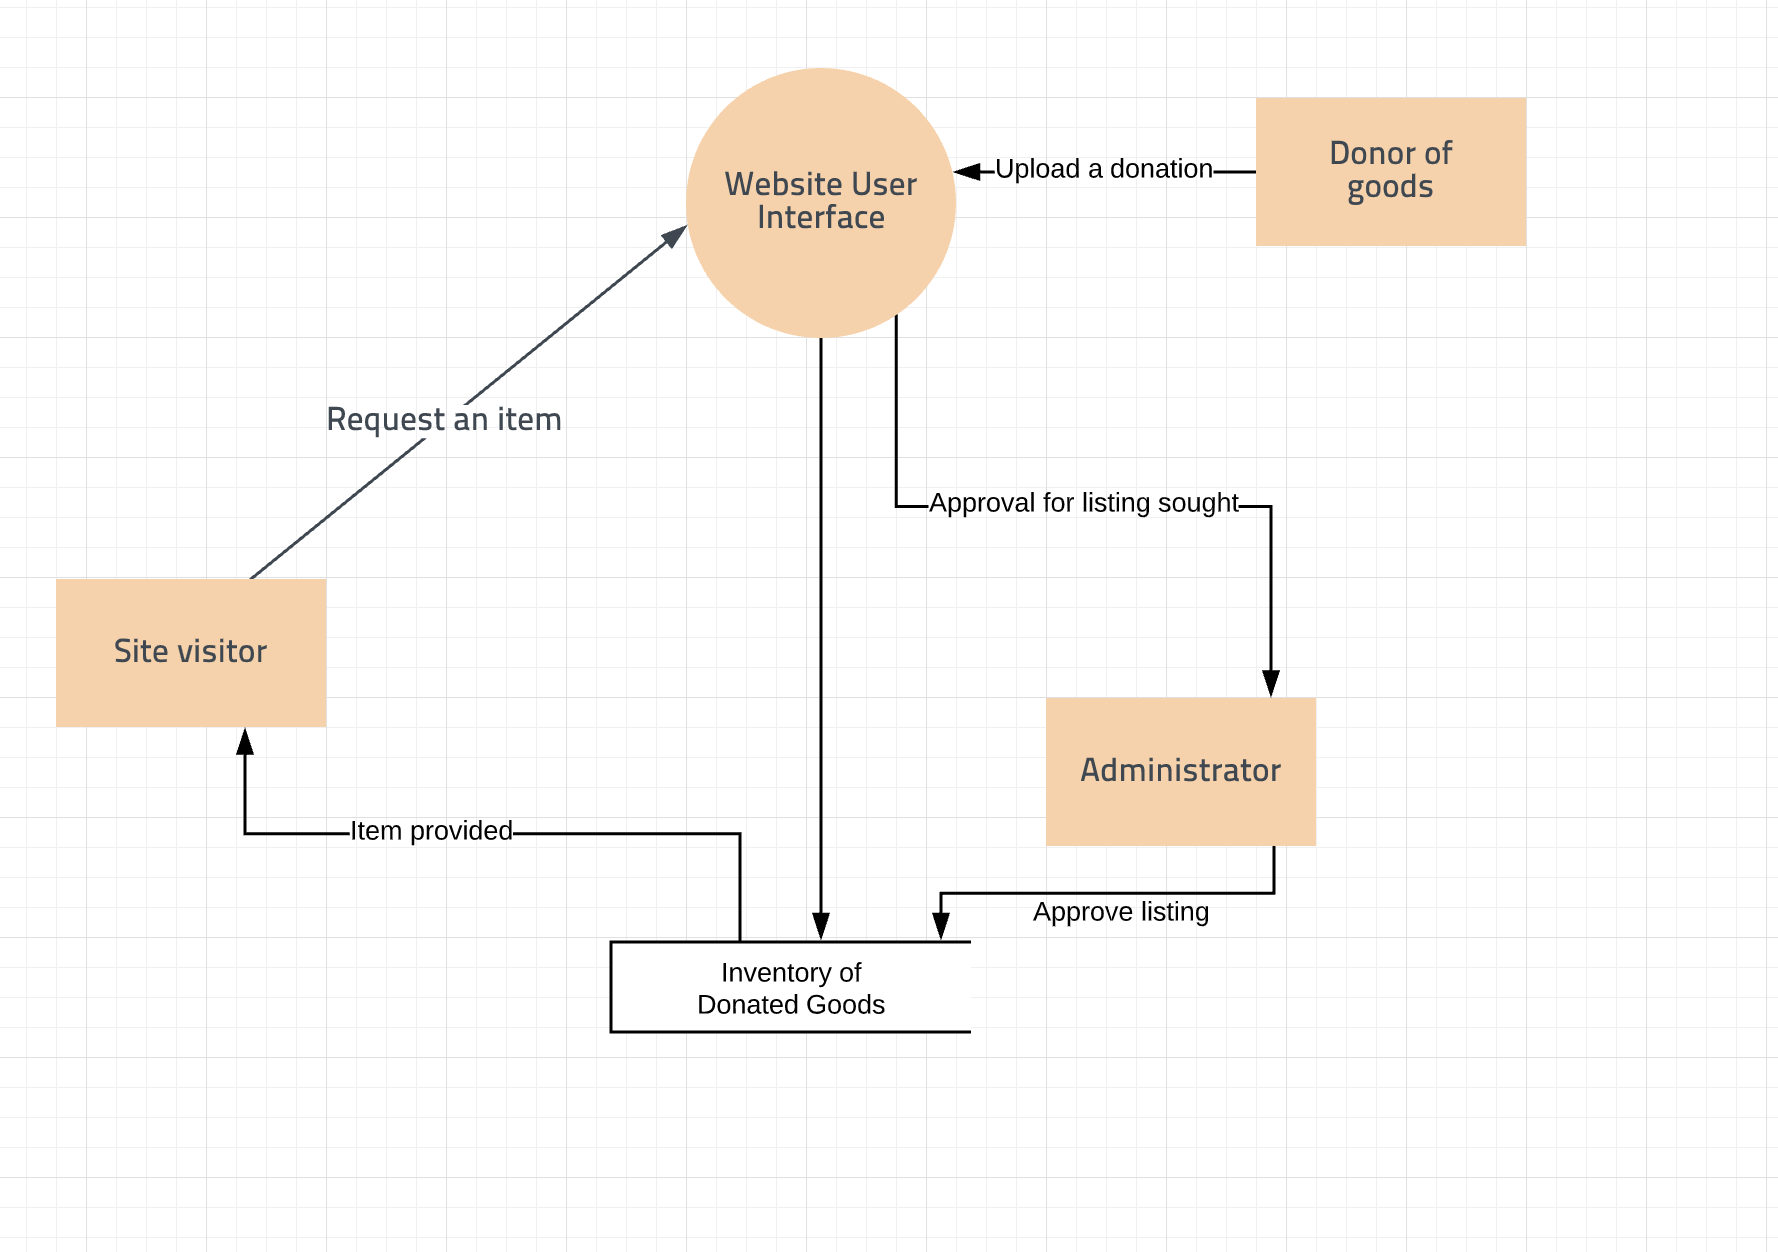 Website User
Interface
Upload a donation
Donor of
goods
Request an item
Approval for listing sought
Site visitor
Administrator
Item provided
Approve listing
Inventory of
Donated Goods